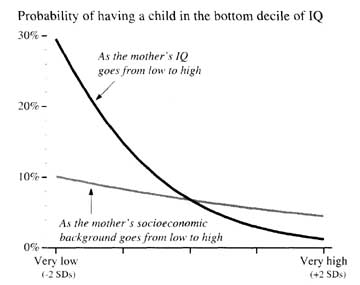 Probability of having a child in the bottom decile of IQ
30%
As the mother's IQ
goes from low to high
20%
10%
As the mother's socioeconomic
background goes from low to high
0%
Very low
(-2 SDs)
Very high
(+2 SDs)